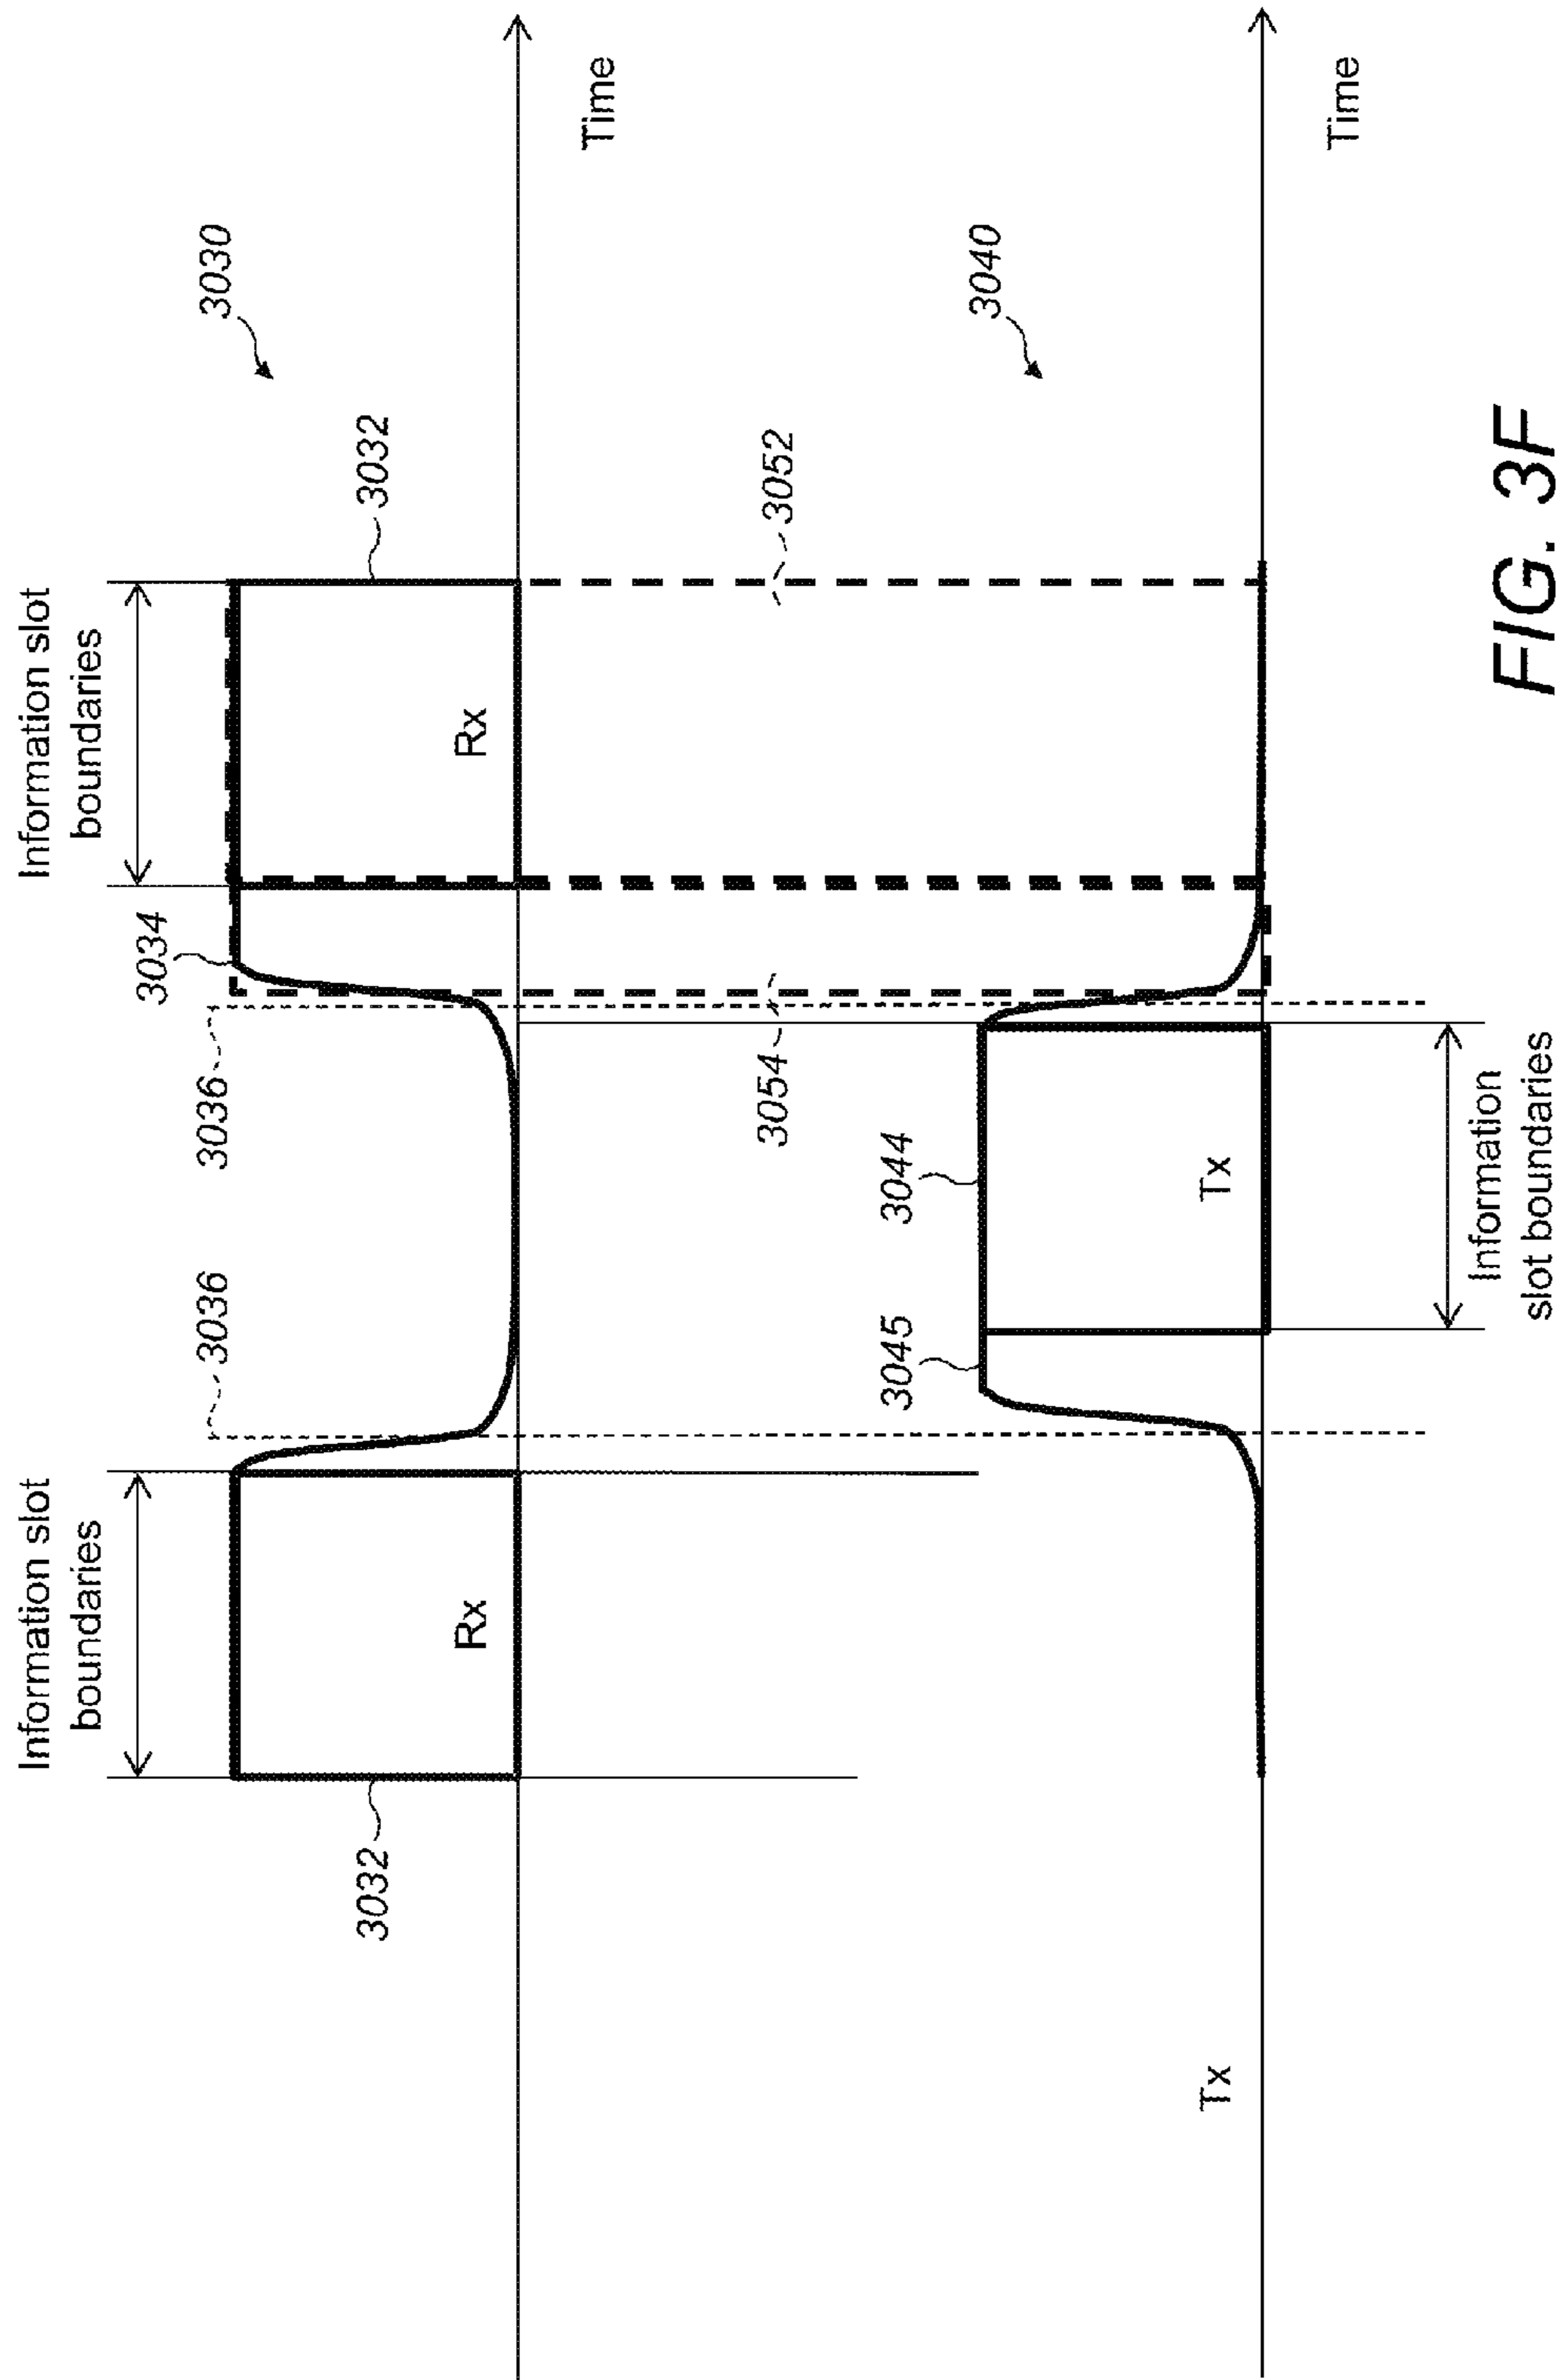 Information slot
boundaries
Information slot
boundaries
3032
Rx
3036
3036
3034
Rx
3032
3030
Time
3045
3044
3054
3052
3040
Tx
Tx
Time
Information
slot boundaries
FIG. 3F